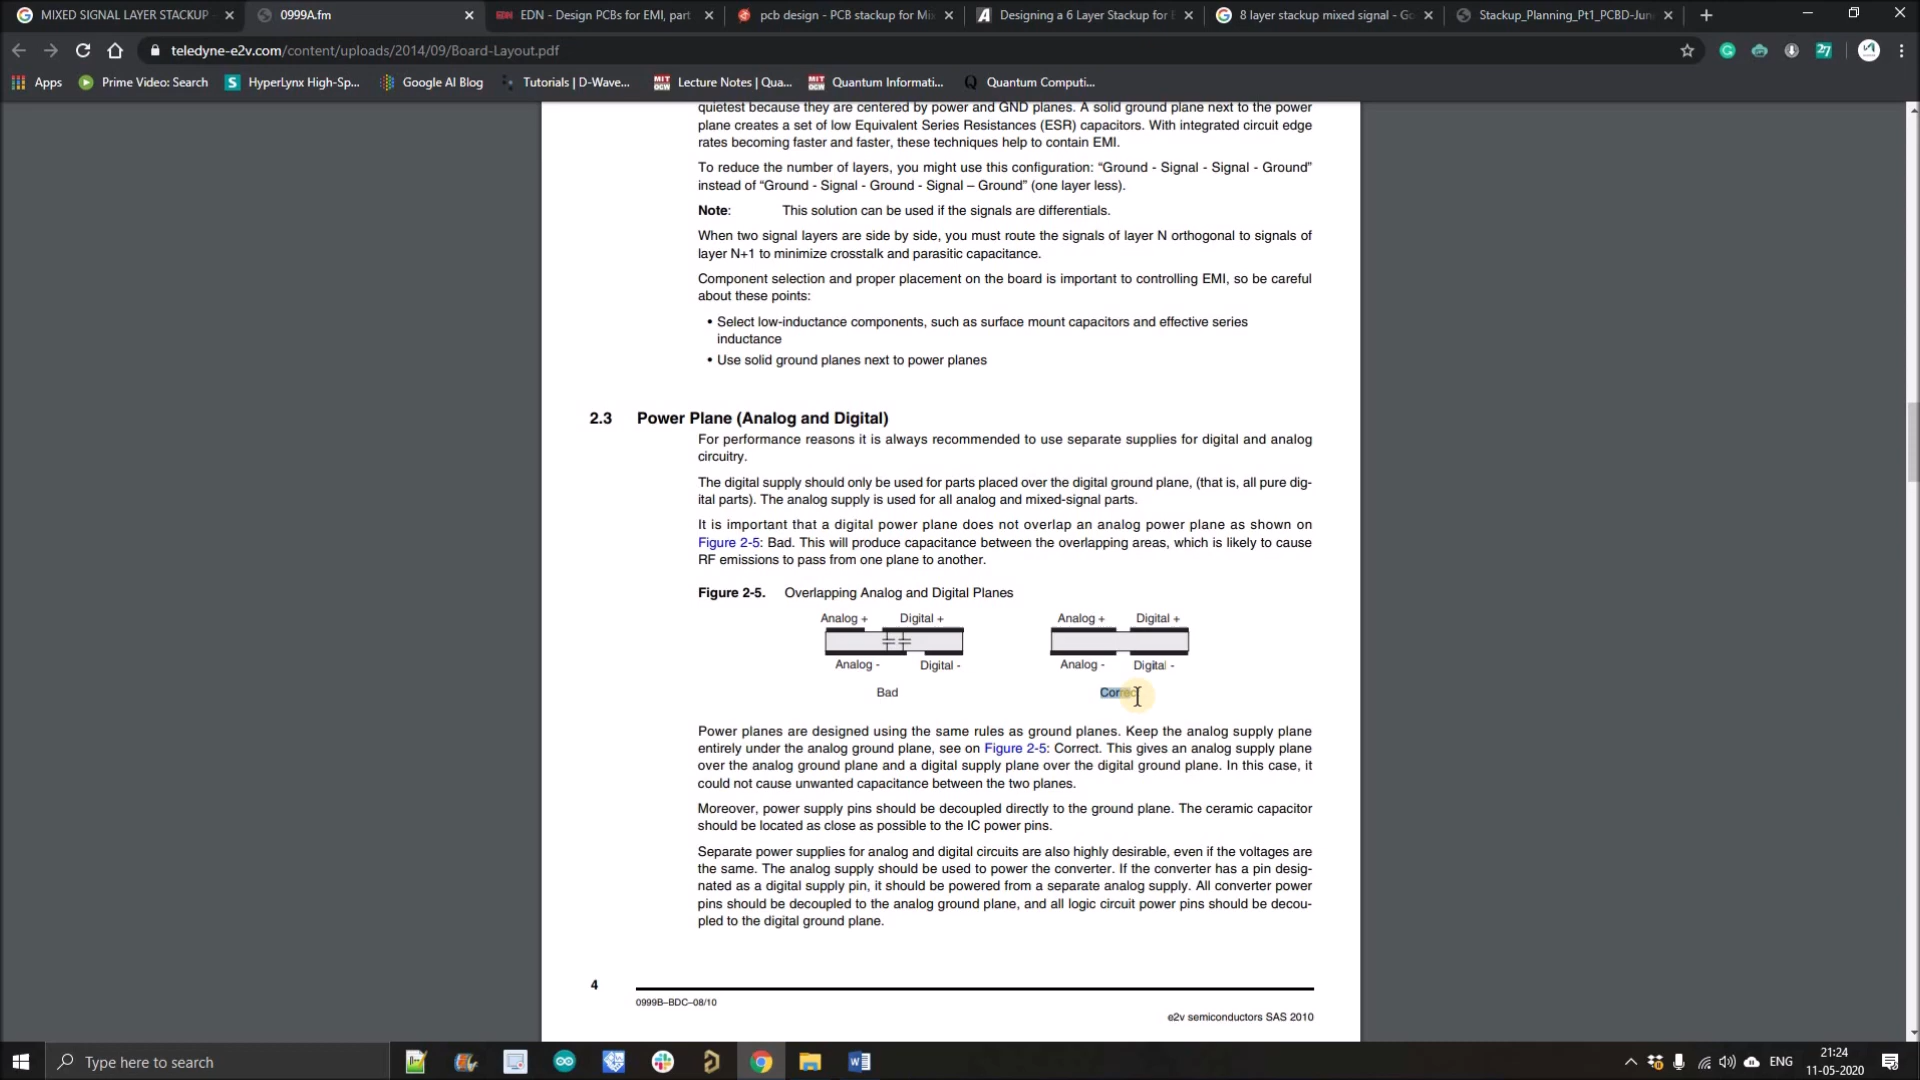 MIXED SIGNAL LAYER STACKUP
0999A.fm
EDN - Design PCBs for EMI, part
pcb design - PCB stackup for Mi
Designing a 6 Layer Stackup for E
8 layer stackup mixed signal - Go
Stackup_Planning_Pt1_PCBD-Jun
teledyne-e2v.com/content/uploads/2014/09/Board-Layout.pdf
27
Apps
Prime Video: Search
S HyperLynx High-Sp...
Google AI Blog
Tutorials | D-Wave...
Lecture Notes | Qua...
Quantum Informati...
Q Quantum Computi...
quietest because they are centered by power and GND planes. A solid ground plane next to the power
plane creates a set of low Equivalent Series Resistances (ESR) capacitors. With integrated circuit edge
rates becoming faster and faster, these techniques help to contain EMI.
To reduce the number of layers, you might use this configuration: “Ground - Signal - Signal - Ground”
instead of “Ground - Signal - Ground - Signal – Ground” (one layer less).
Note: This solution can be used if the signals are differentials.
When two signal layers are side by side, you must route the signals of layer N orthogonal to signals of
layer N+1 to minimize crosstalk and parasitic capacitance.
Component selection and proper placement on the board is important to controlling EMI, so be careful
about these points:
• Select low-inductance components, such as surface mount capacitors and effective series
inductance
• Use solid ground planes next to power planes
2.3 Power Plane (Analog and Digital)
For performance reasons it is always recommended to use separate supplies for digital and analog
circuitry.
The digital supply should only be used for parts placed over the digital ground plane, (that is, all pure dig-
ital parts). The analog supply is used for all analog and mixed-signal parts.
It is important that a digital power plane does not overlap an analog power plane as shown on
Figure 2-5: Bad. This will produce capacitance between the overlapping areas, which is likely to cause
RF emissions to pass from one plane to another.
Figure 2-5. Overlapping Analog and Digital Planes
Analog + Digital + Analog + Digital +
Analog - Digital - Analog - Digital -
Bad Correct
Power planes are designed using the same rules as ground planes. Keep the analog supply plane
entirely under the analog ground plane, see on Figure 2-5: Correct. This gives an analog supply plane
over the analog ground plane and a digital supply plane over the digital ground plane. In this case, it
could not cause unwanted capacitance between the two planes.
Moreover, power supply pins should be decoupled directly to the ground plane. The ceramic capacitor
should be located as close as possible to the IC power pins.
Separate power supplies for analog and digital circuits are also highly desirable, even if the voltages are
the same. The analog supply should be used to power the converter. If the converter has a pin desig-
nated as a digital supply pin, it should be powered from a separate analog supply. All converter power
pins should be decoupled to the analog ground plane, and all logic circuit power pins should be decou-
pled to the digital ground plane.
4
0999B–BDC–08/10
e2v semiconductors SAS 2010
Type here to search
ENG
21:24
11-05-2020